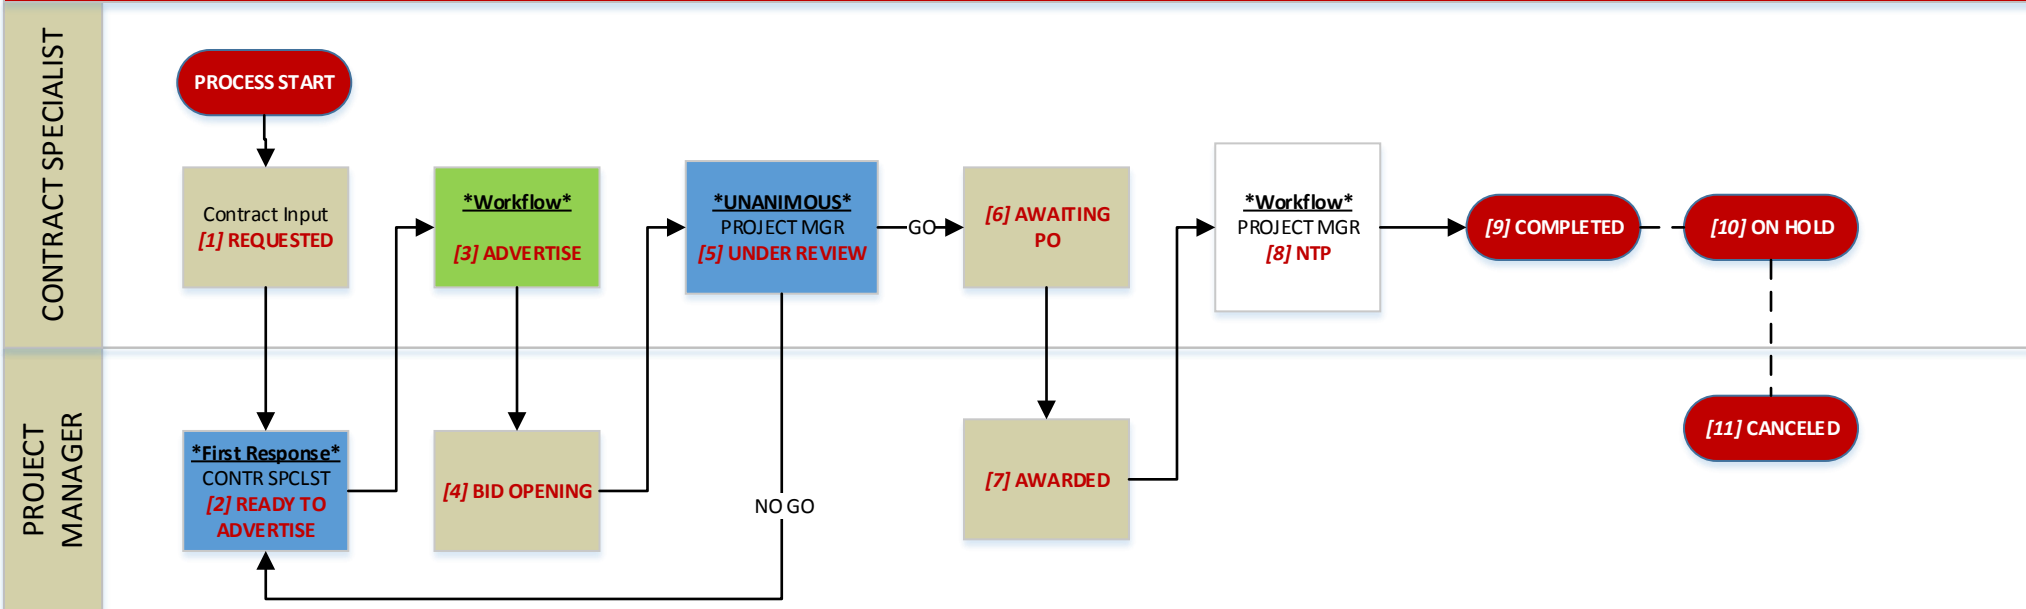 CONTRACT SPECIALIST
PROCESS START
Contract Input
[1] REQUESTED
*Workflow*
[3] ADVERTISE
*UNANIMOUS*
PROJECT MGR
[5] UNDER REVIEW
GO
[6] AWAITING
PO
*Workflow*
PROJECT MGR
[8] NTP
[9] COMPLETED
[10] ON HOLD
PROJECT
MANAGER
*First Response*
CONTR SPCLST
[2] READY TO
ADVERTISE
[4] BID OPENING
NO GO
[7] AWARDED
[11] CANCELED